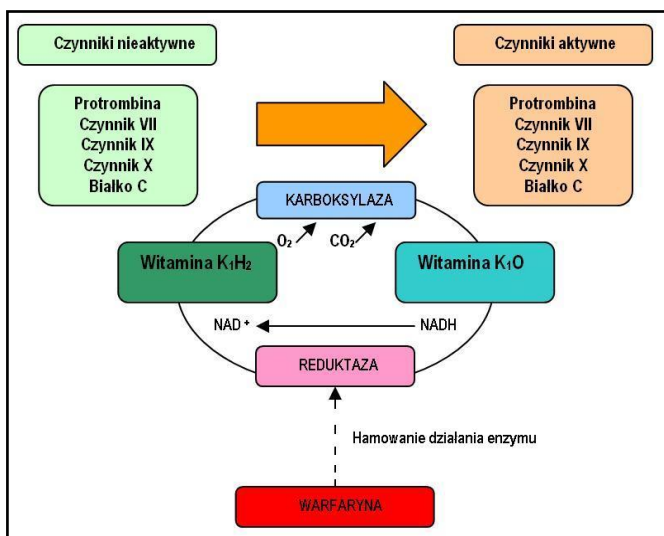 Czynniki nieaktywne
Czynniki aktywne
Protrombina
Czynnik VII
Czynnik IX
Czynnik X
Białko C
Protrombina
Czynnik VII
Czynnik IX
Czynnik X
Białko C
KARBOKSYLAZA
O₂ CO₂
Witamina K₁H₂
Witamina K₁O
NAD⁺ NADH
REDUKTAZA
Hamowanie działania enzymu
WARFARYNA